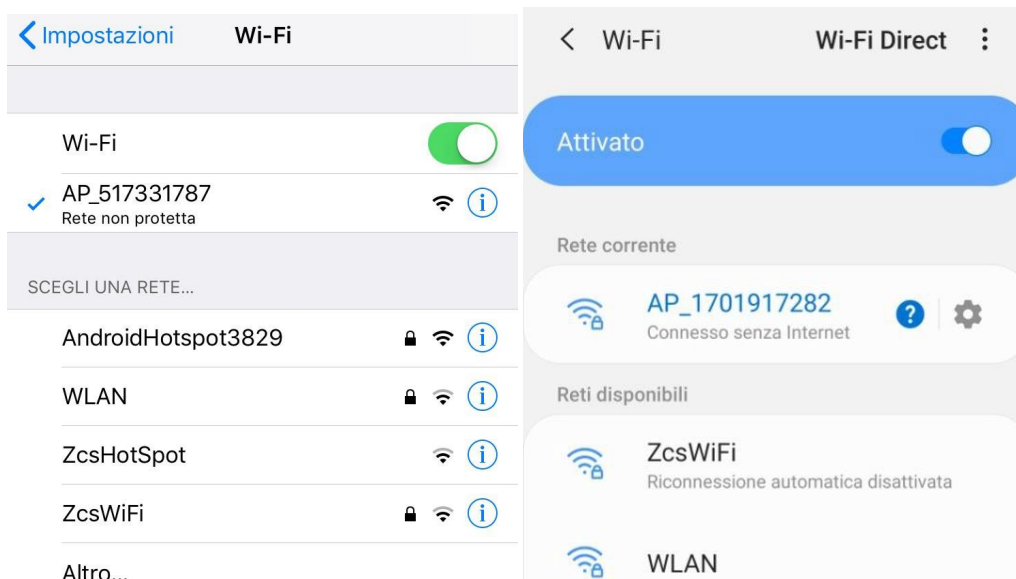 Impostazioni Wi-Fi
Wi-Fi
AP_517331787
Rete non protetta
SCEGLI UNA RETE...
AndroidHotspot3829
WLAN
ZcsHotSpot
ZcsWiFi
Altro...
Wi-Fi Wi-Fi Direct
Attivato
Rete corrente
AP_1701917282
Connesso senza Internet
Reti disponibili
ZcsWiFi
Riconnessione automatica disattivata
WLAN